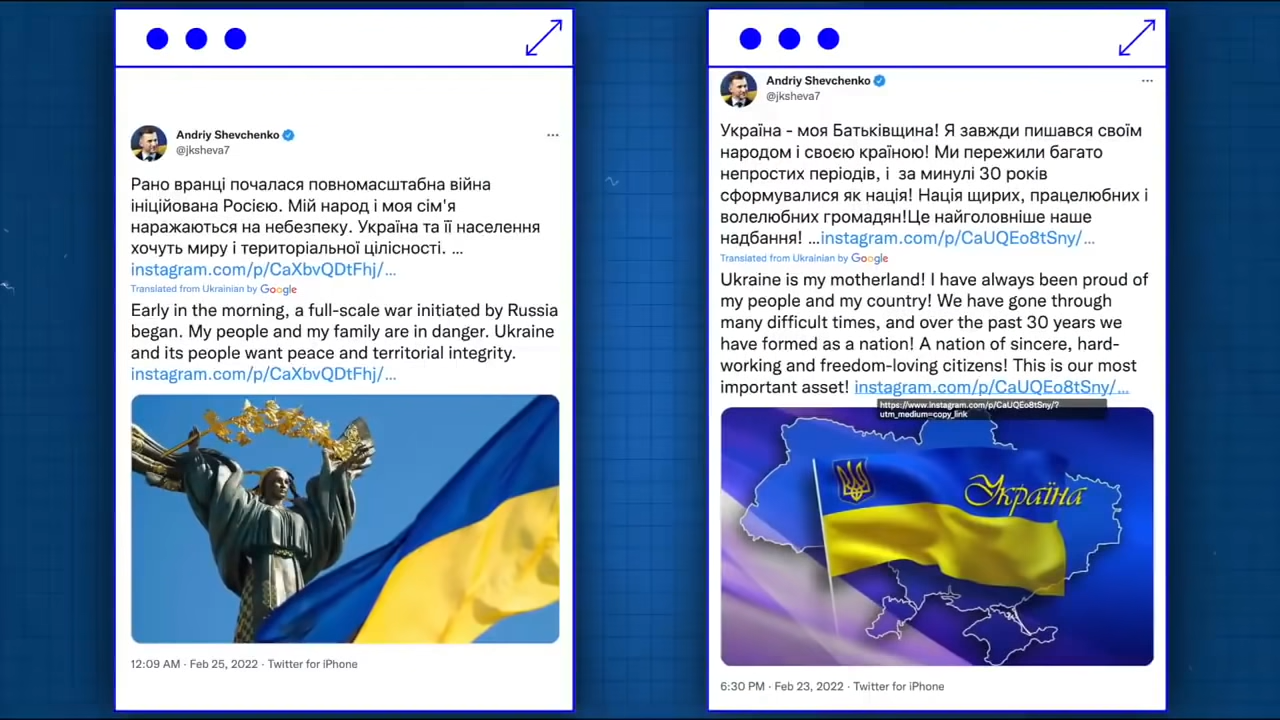 Andriy Shevchenko
@jksheva7
Рано вранці почалася повномасштабна війна
ініційована Росією. Мій народ і моя сім'я
наражаються на небезпеку. Україна та її населення
хочуть миру і територіальної цілісності. ...
instagram.com/p/CaXbvQDtFhj/...
Translated from Ukrainian by Google
Early in the morning, a full-scale war initiated by Russia
began. My people and my family are in danger. Ukraine
and its people want peace and territorial integrity.
instagram.com/p/CaXbvQDtFhj/...
12:09 AM · Feb 25, 2022 · Twitter for iPhone
Andriy Shevchenko
@jksheva7
Україна - моя Батьківщина! Я завжди пишався своїм
народом і своєю країною! Ми пережили багато
непростих періодів, і за минулі 30 років
сформувалися як нація! Нація щирих, працелюбних і
волелюбних громадян!Це найголовніше наше
надбання! ...instagram.com/p/CaUQEo8tSny/...
Translated from Ukrainian by Google
Ukraine is my motherland! I have always been proud of
my people and my country! We have gone through
many difficult times, and over the past 30 years we
have formed as a nation! A nation of sincere, hard-
working and freedom-loving citizens! This is our most
important asset! instagram.com/p/CaUQEo8tSny/...
https://www.instagram.com/p/CaUQEo8tSny/?
utm_medium=copy_link
Україна
6:30 PM · Feb 23, 2022 · Twitter for iPhone